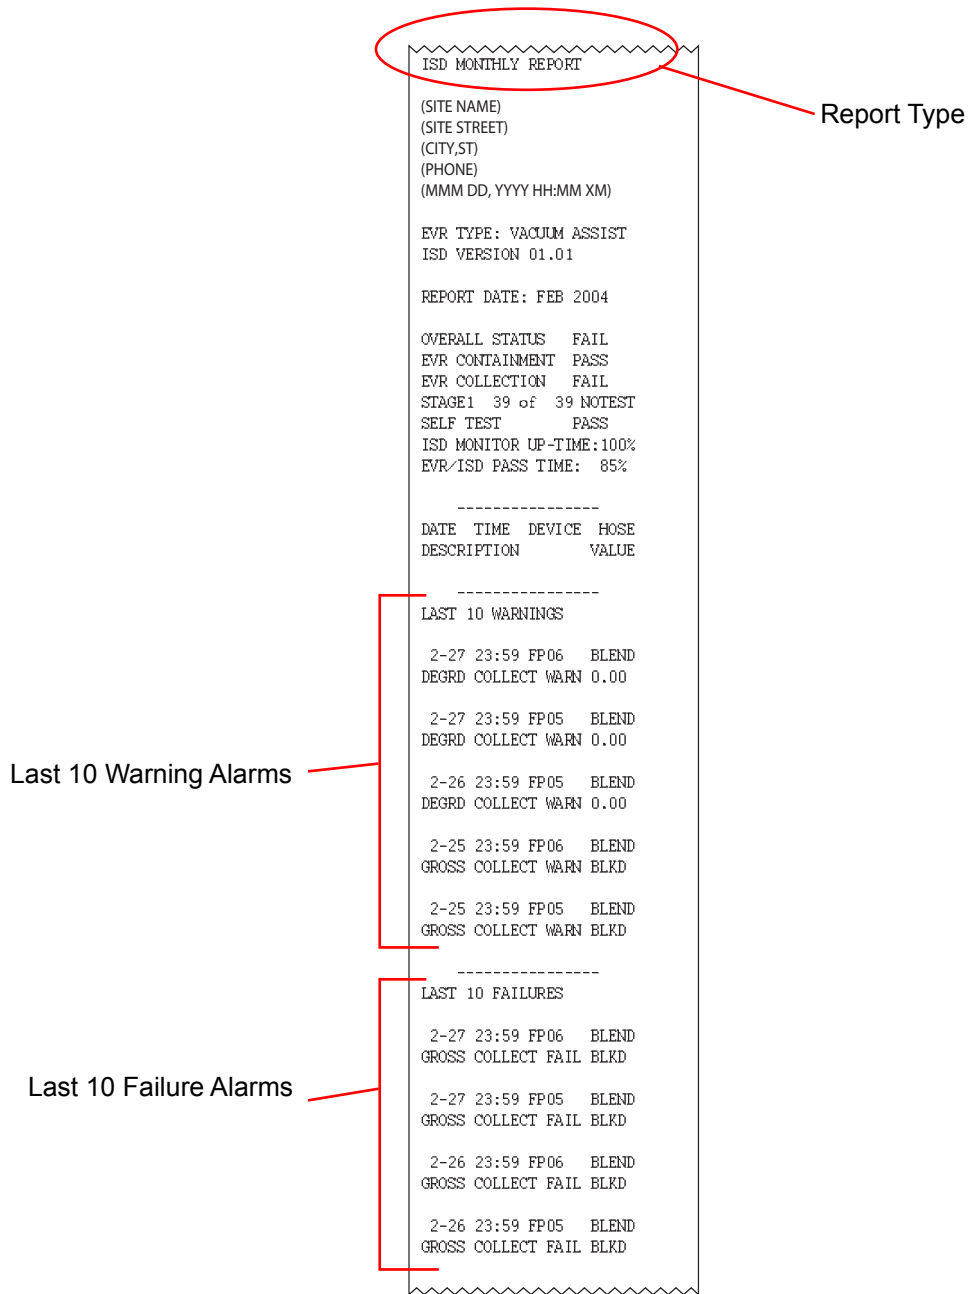 ISD MONTHLY REPORT
Report Type
(SITE NAME)
(SITE STREET)
(CITY,ST)
(PHONE)
(MMM DD, YYYY HH:MM XM)
EVR TYPE: VACUUM ASSIST
ISD VERSION 01.01
REPORT DATE: FEB 2004
OVERALL STATUS FAIL
EVR CONTAINMENT PASS
EVR COLLECTION FAIL
STAGE1 39 of 39 NOTEST
SELF TEST PASS
ISD MONITOR UP-TIME:100%
EVR/ISD PASS TIME: 85%
----------------
DATE TIME DEVICE HOSE
DESCRIPTION VALUE
----------------
LAST 10 WARNINGS
2-27 23:59 FP06 BLEND
DEGRD COLLECT WARN 0.00
2-27 23:59 FP05 BLEND
DEGRD COLLECT WARN 0.00
Last 10 Warning Alarms
2-26 23:59 FP05 BLEND
DEGRD COLLECT WARN 0.00
2-25 23:59 FP06 BLEND
GROSS COLLECT WARN BLKD
2-25 23:59 FP05 BLEND
GROSS COLLECT WARN BLKD
----------------
LAST 10 FAILURES
2-27 23:59 FP06 BLEND
GROSS COLLECT FAIL BLKD
Last 10 Failure Alarms
2-27 23:59 FP05 BLEND
GROSS COLLECT FAIL BLKD
2-26 23:59 FP06 BLEND
GROSS COLLECT FAIL BLKD
2-26 23:59 FP05 BLEND
GROSS COLLECT FAIL BLKD